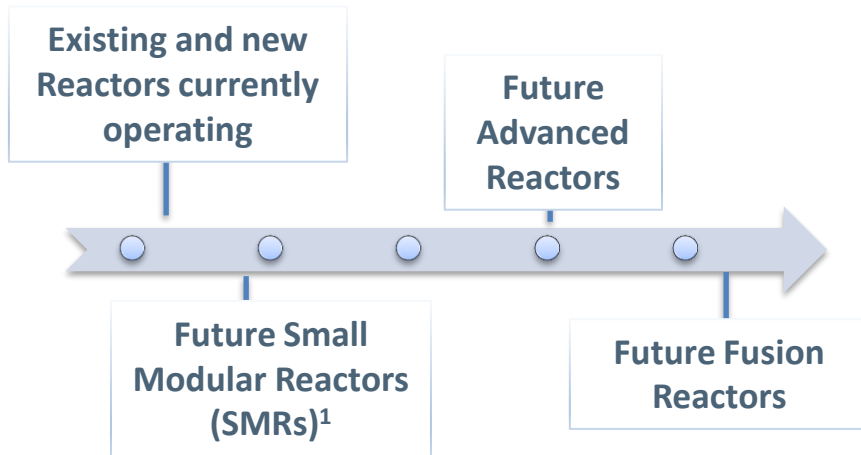 Existing and new
Reactors currently
operating
Future
Advanced
Reactors
Future Small
Modular Reactors
(SMRs)¹
Future Fusion
Reactors